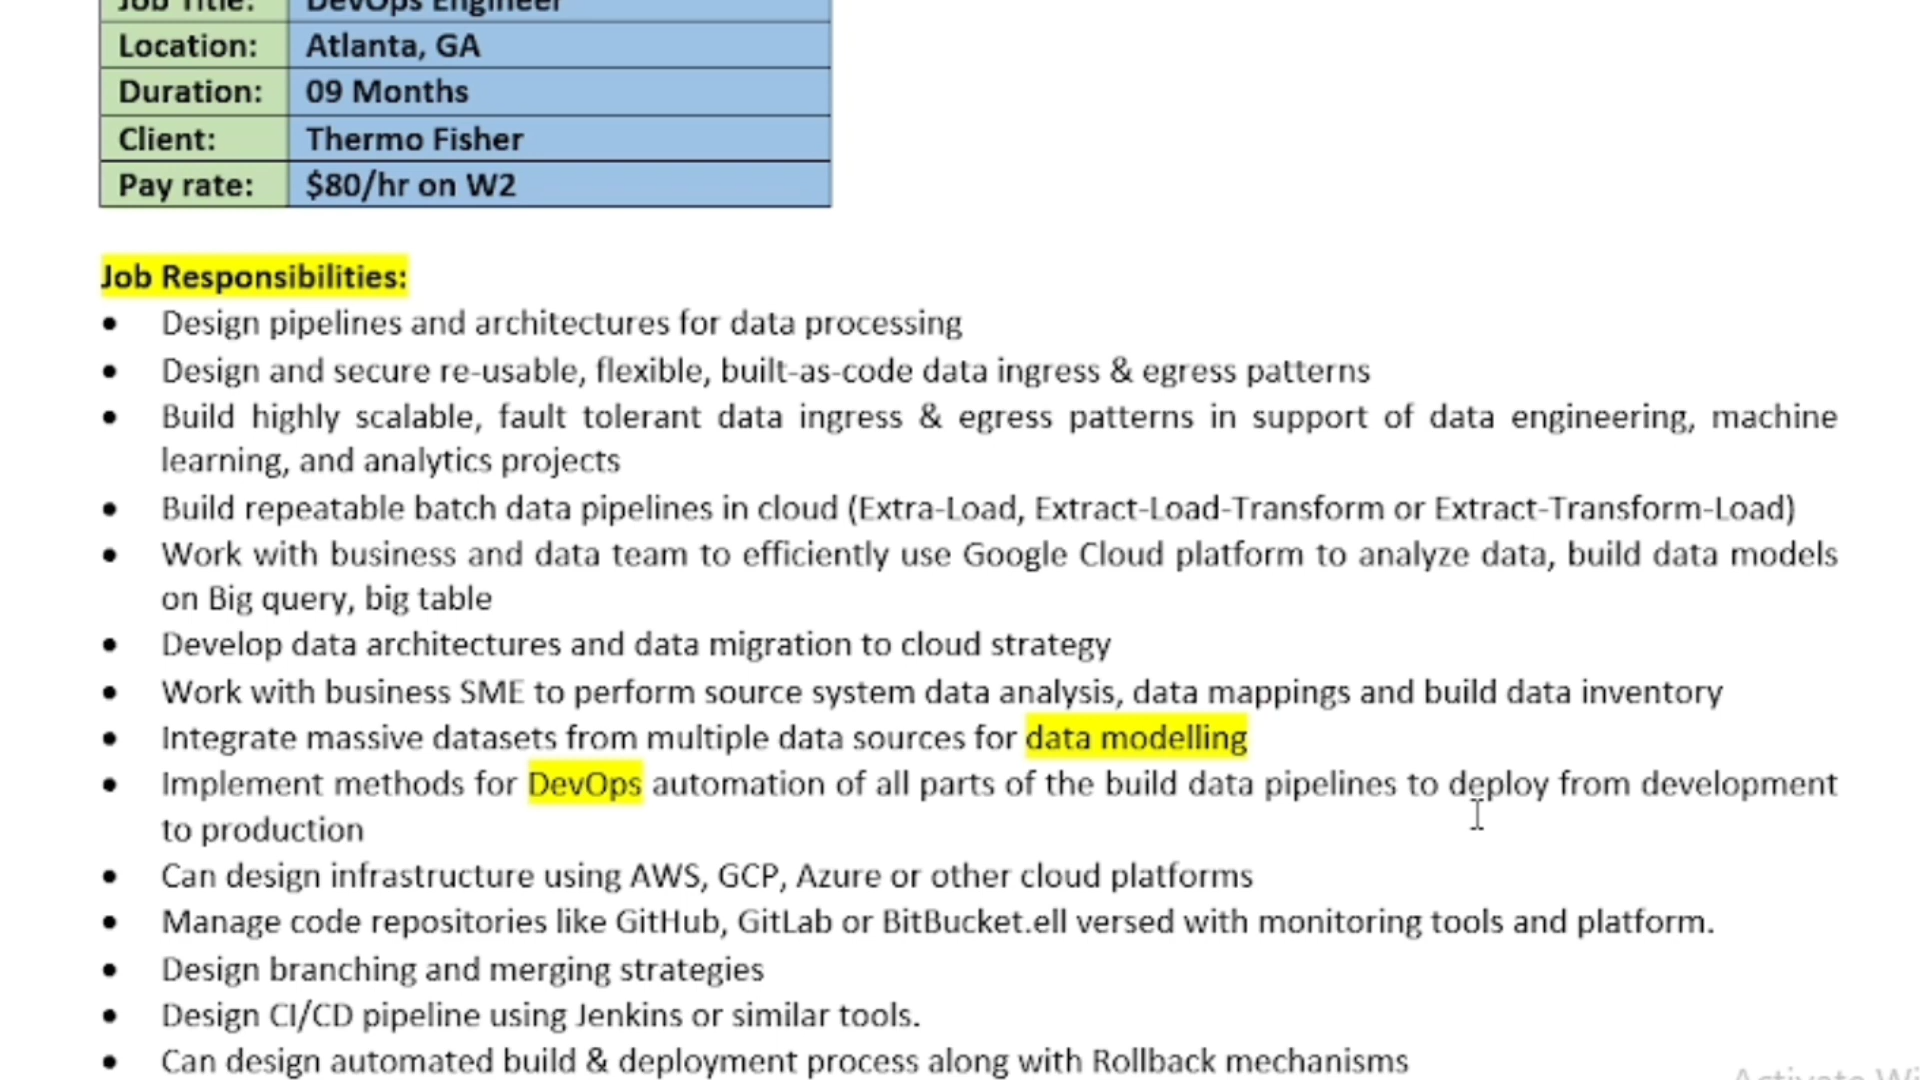 Job Title: DevOps Engineer
Location: Atlanta, GA
Duration: 09 Months
Client: Thermo Fisher
Pay rate: $80/hr on W2
Job Responsibilities:
• Design pipelines and architectures for data processing
• Design and secure re-usable, flexible, built-as-code data ingress & egress patterns
• Build highly scalable, fault tolerant data ingress & egress patterns in support of data engineering, machine
learning, and analytics projects
• Build repeatable batch data pipelines in cloud (Extra-Load, Extract-Load-Transform or Extract-Transform-Load)
• Work with business and data team to efficiently use Google Cloud platform to analyze data, build data models
on Big query, big table
• Develop data architectures and data migration to cloud strategy
• Work with business SME to perform source system data analysis, data mappings and build data inventory
• Integrate massive datasets from multiple data sources for data modelling
• Implement methods for DevOps automation of all parts of the build data pipelines to deploy from development
to production
• Can design infrastructure using AWS, GCP, Azure or other cloud platforms
• Manage code repositories like GitHub, GitLab or BitBucket.ell versed with monitoring tools and platform.
• Design branching and merging strategies
• Design CI/CD pipeline using Jenkins or similar tools.
• Can design automated build & deployment process along with Rollback mechanisms
Activate Wi